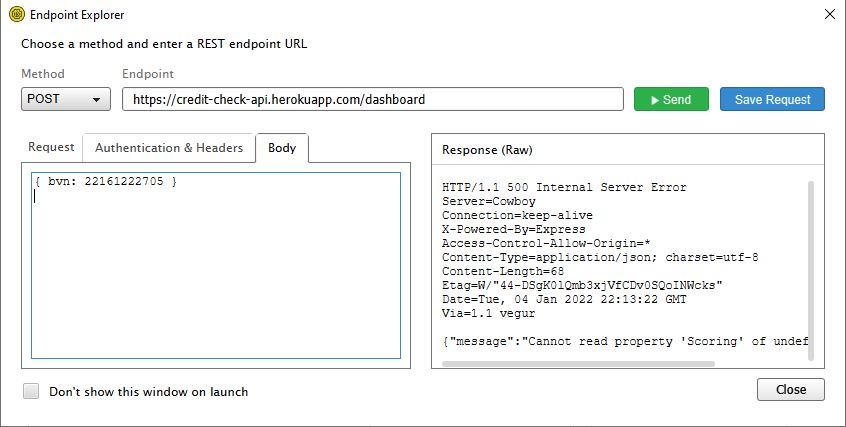 Endpoint Explorer
Choose a method and enter a REST endpoint URL
Method
Endpoint
POST
https://credit-check-api.herokuapp.com/dashboard
Send
Save Request
Request
Authentication & Headers
Body
{ bvn: 22161222705 }
Response (Raw)
HTTP/1.1 500 Internal Server Error
Server=Cowboy
Connection=keep-alive
X-Powered-By=Express
Access-Control-Allow-Origin=*
Content-Type=application/json; charset=utf-8
Content-Length=68
Etag=W/"44-DSgK0lQmb3xjVfCDv0SQoINWcks"
Date=Tue, 04 Jan 2022 22:13:22 GMT
Via=1.1 vegur
{"message":"Cannot read property 'Scoring' of undef
Don't show this window on launch
Close